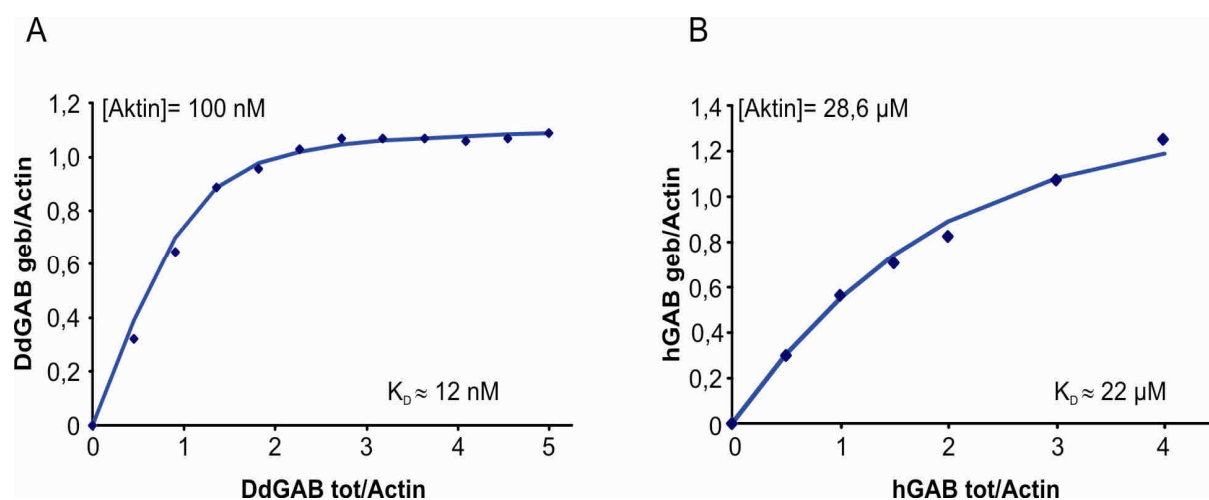 A
[Aktin]= 100 nM
DdGAB geb/Actin
1,2
1,0
0,8
0,6
0,4
0,2
0
K_D ≈ 12 nM
0 1 2 3 4 5
DdGAB tot/Actin
B
[Aktin]= 28,6 µM
hGAB geb/Actin
1,4
1,2
1,0
0,8
0,6
0,4
0,2
0
K_D ≈ 22 µM
0 1 2 3 4
hGAB tot/Actin